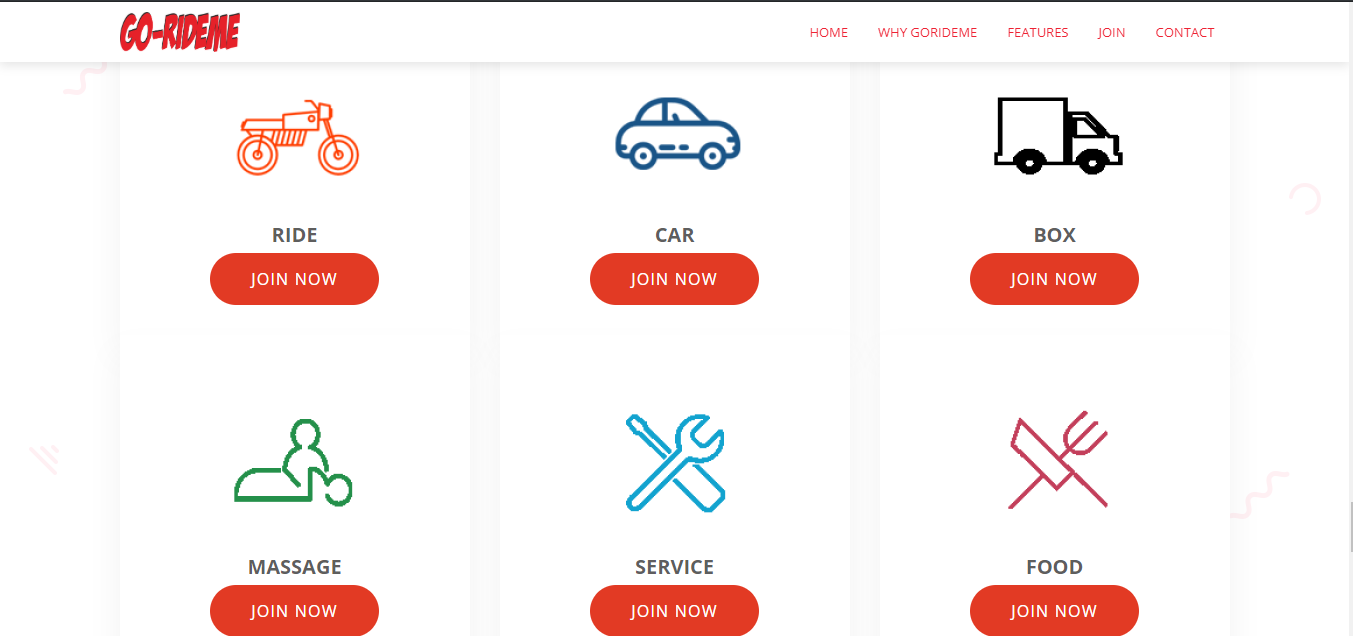 GO-RIDEME
HOME WHY GORIDEME FEATURES JOIN CONTACT
RIDE CAR BOX
JOIN NOW JOIN NOW JOIN NOW
MASSAGE SERVICE FOOD
JOIN NOW JOIN NOW JOIN NOW